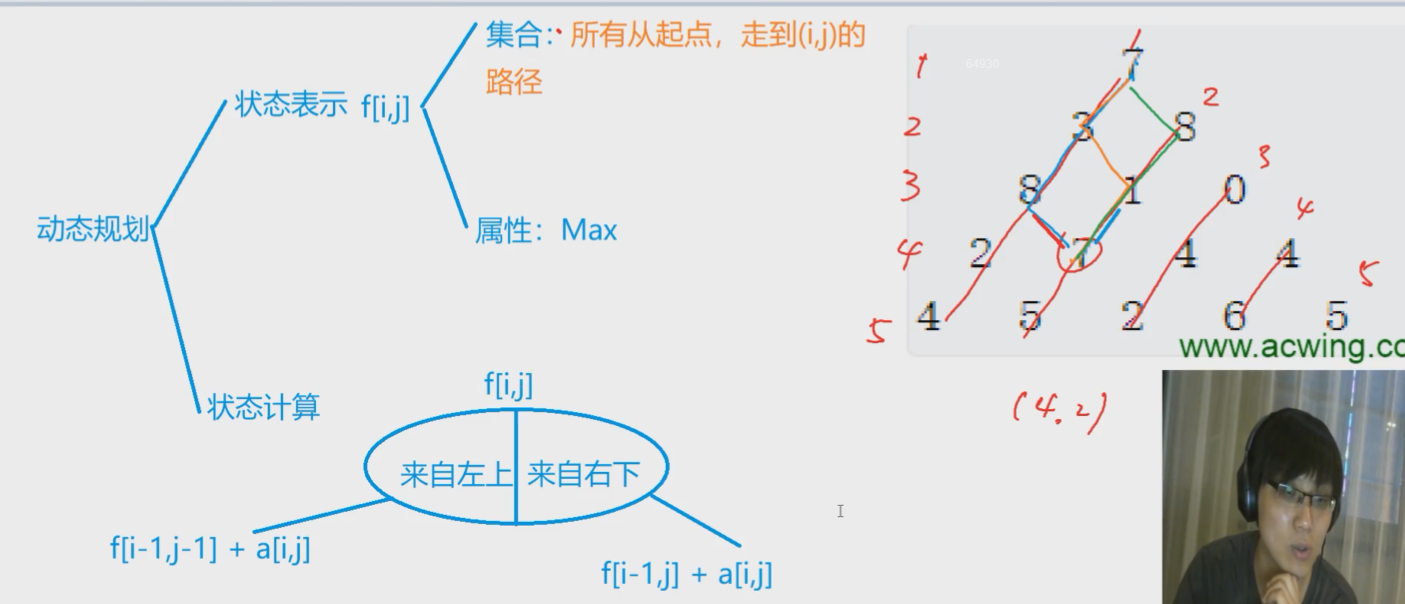 集合：所有从起点，走到(i,j)的
路径
状态表示 f[i,j]
动态规划
属性：Max
状态计算
f[i,j]
来自左上 来自右下
f[i-1,j-1] + a[i,j]
f[i-1,j] + a[i,j]
1 64930 7
2 3 8 2
3 8 1 0 3
4 2 7 4 4 4
5 4 5 2 6 5 5
www.acwing.co
(4.2)